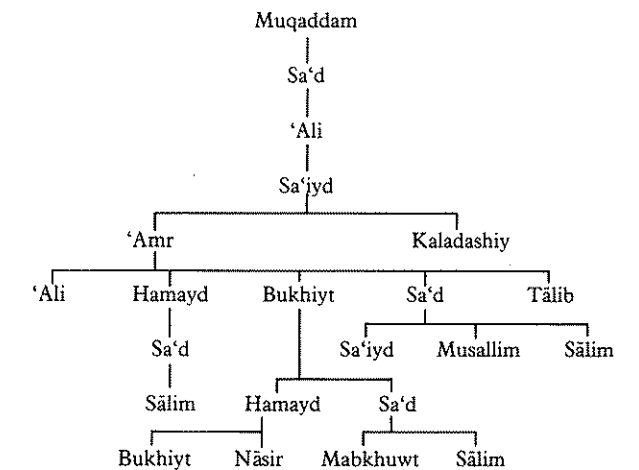 Muqaddam
Sa‘d
‘Ali
Sa‘iyd
‘Amr Kaladashiy
‘Ali Hamayd Bukhiyt Sa‘d Tālib
Sa‘d Sa‘iyd Musallim Sālim
Sālim Hamayd Sa‘d
Bukhiyt Nāsir Mabkhuwt Sālim